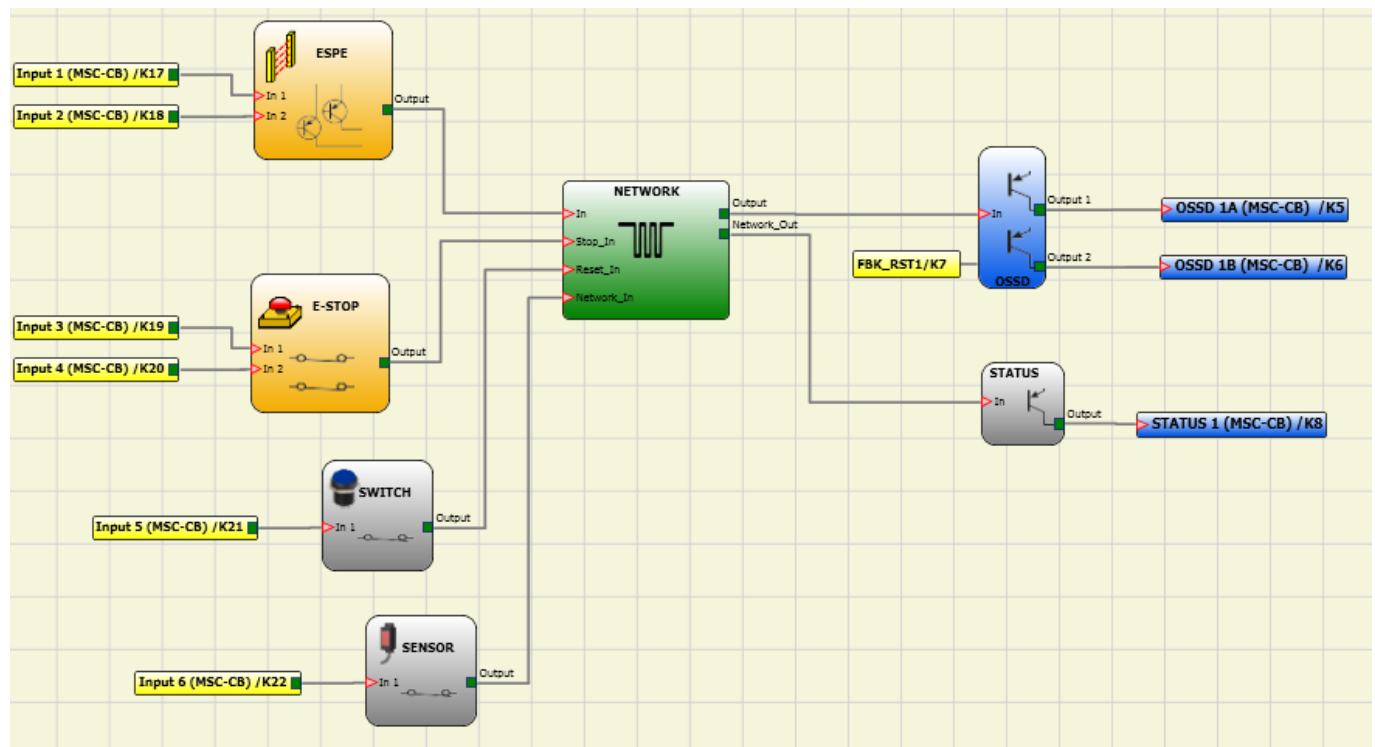 ESPE
Input 1 (MSC-CB) /K17
In 1
Output
Input 2 (MSC-CB) /K18
In 2
NETWORK
In
Output
Stop_In
Network_Out
Reset_In
Network_In
In
Output 1
OSSD 1A (MSC-CB) /K5
FBK_RST1/K7
Output 2
OSSD 1B (MSC-CB) /K6
OSSD
E-STOP
Input 3 (MSC-CB) /K19
In 1
Output
Input 4 (MSC-CB) /K20
In 2
STATUS
In
Output
STATUS 1 (MSC-CB) /K8
SWITCH
Input 5 (MSC-CB) /K21
In 1
Output
SENSOR
Input 6 (MSC-CB) /K22
In 1
Output